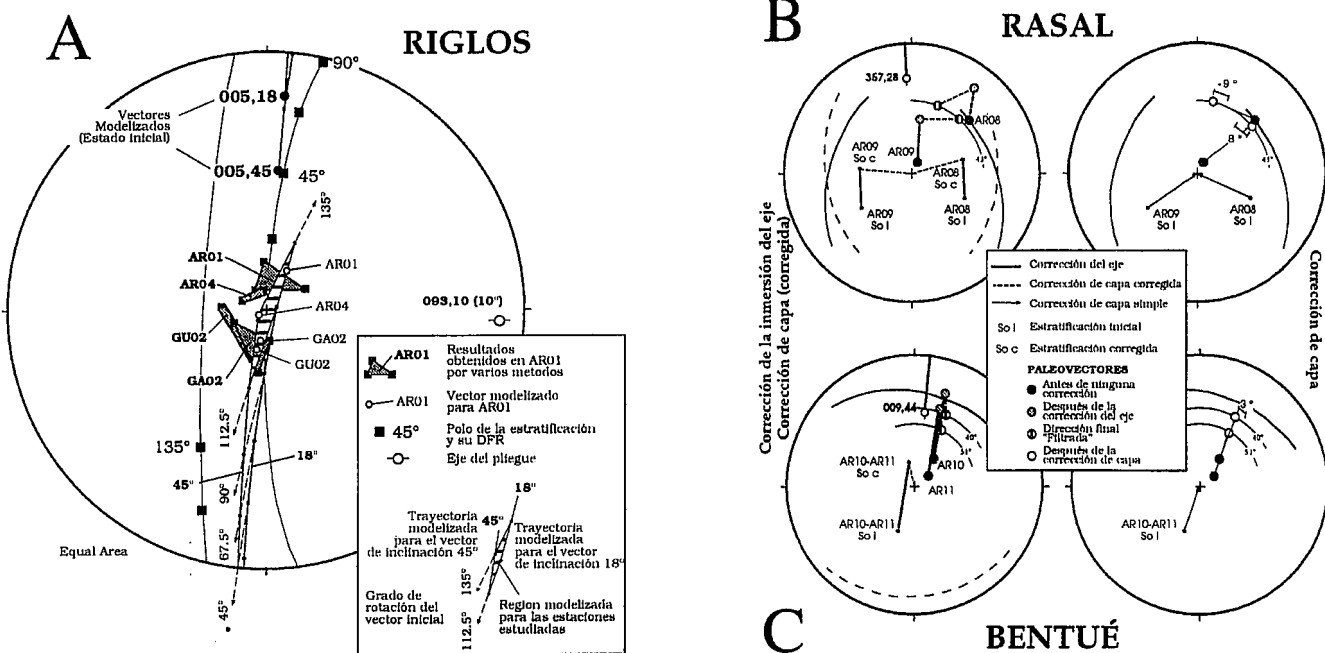 A
RIGLOS
90°
005,18
Vectores
Modelizados
(Estado inicial)
005,45
45°
135°
AR01
AR01
AR04
AR04
093,10 (10°)
GU02
GA02
GU02
GA02
112.5°
135°
18°
45°
90°
67.5°
45°
Equal Area
AR01
Resultados
obtenidos en AR01
por varios metodos
AR01
Vector modelizado
para AR01
45°
Polo de la estratificación
y su DFR
Eje del pliegue
18°
45°
Trayectoria
modelizada
para el vector
de inclinación 45°
Trayectoria
modelizada
para el vector
de inclinación 18°
135°
112.5°
Grado de
rotación del
vector inicial
Region modelizada
para las estaciones
estudiadas
B
RASAL
357,28
AR08
AR09
AR09
So c
AR08
So c
AR09
So I
AR08
So I
-9°
8°
45°
AR09
So I
AR08
So I
Corrección de la inmersión del eje
Corrección de capa (corregida)
Corrección de capa
Corrección del eje
Corrección de capa corregida
Corrección de capa simple
So I Estratificación inicial
So c Estratificación corregida
PALEOVECTORES
Antes de ninguna
corrección
Después de la
corrección del eje
Dirección final
"Filtrada"
Después de la
corrección de capa
009,44
40°
AR10-AR11
So c
AR10
AR11
AR10-AR11
So I
3°
40°
51°
AR10-AR11
So I
C
BENTUÉ